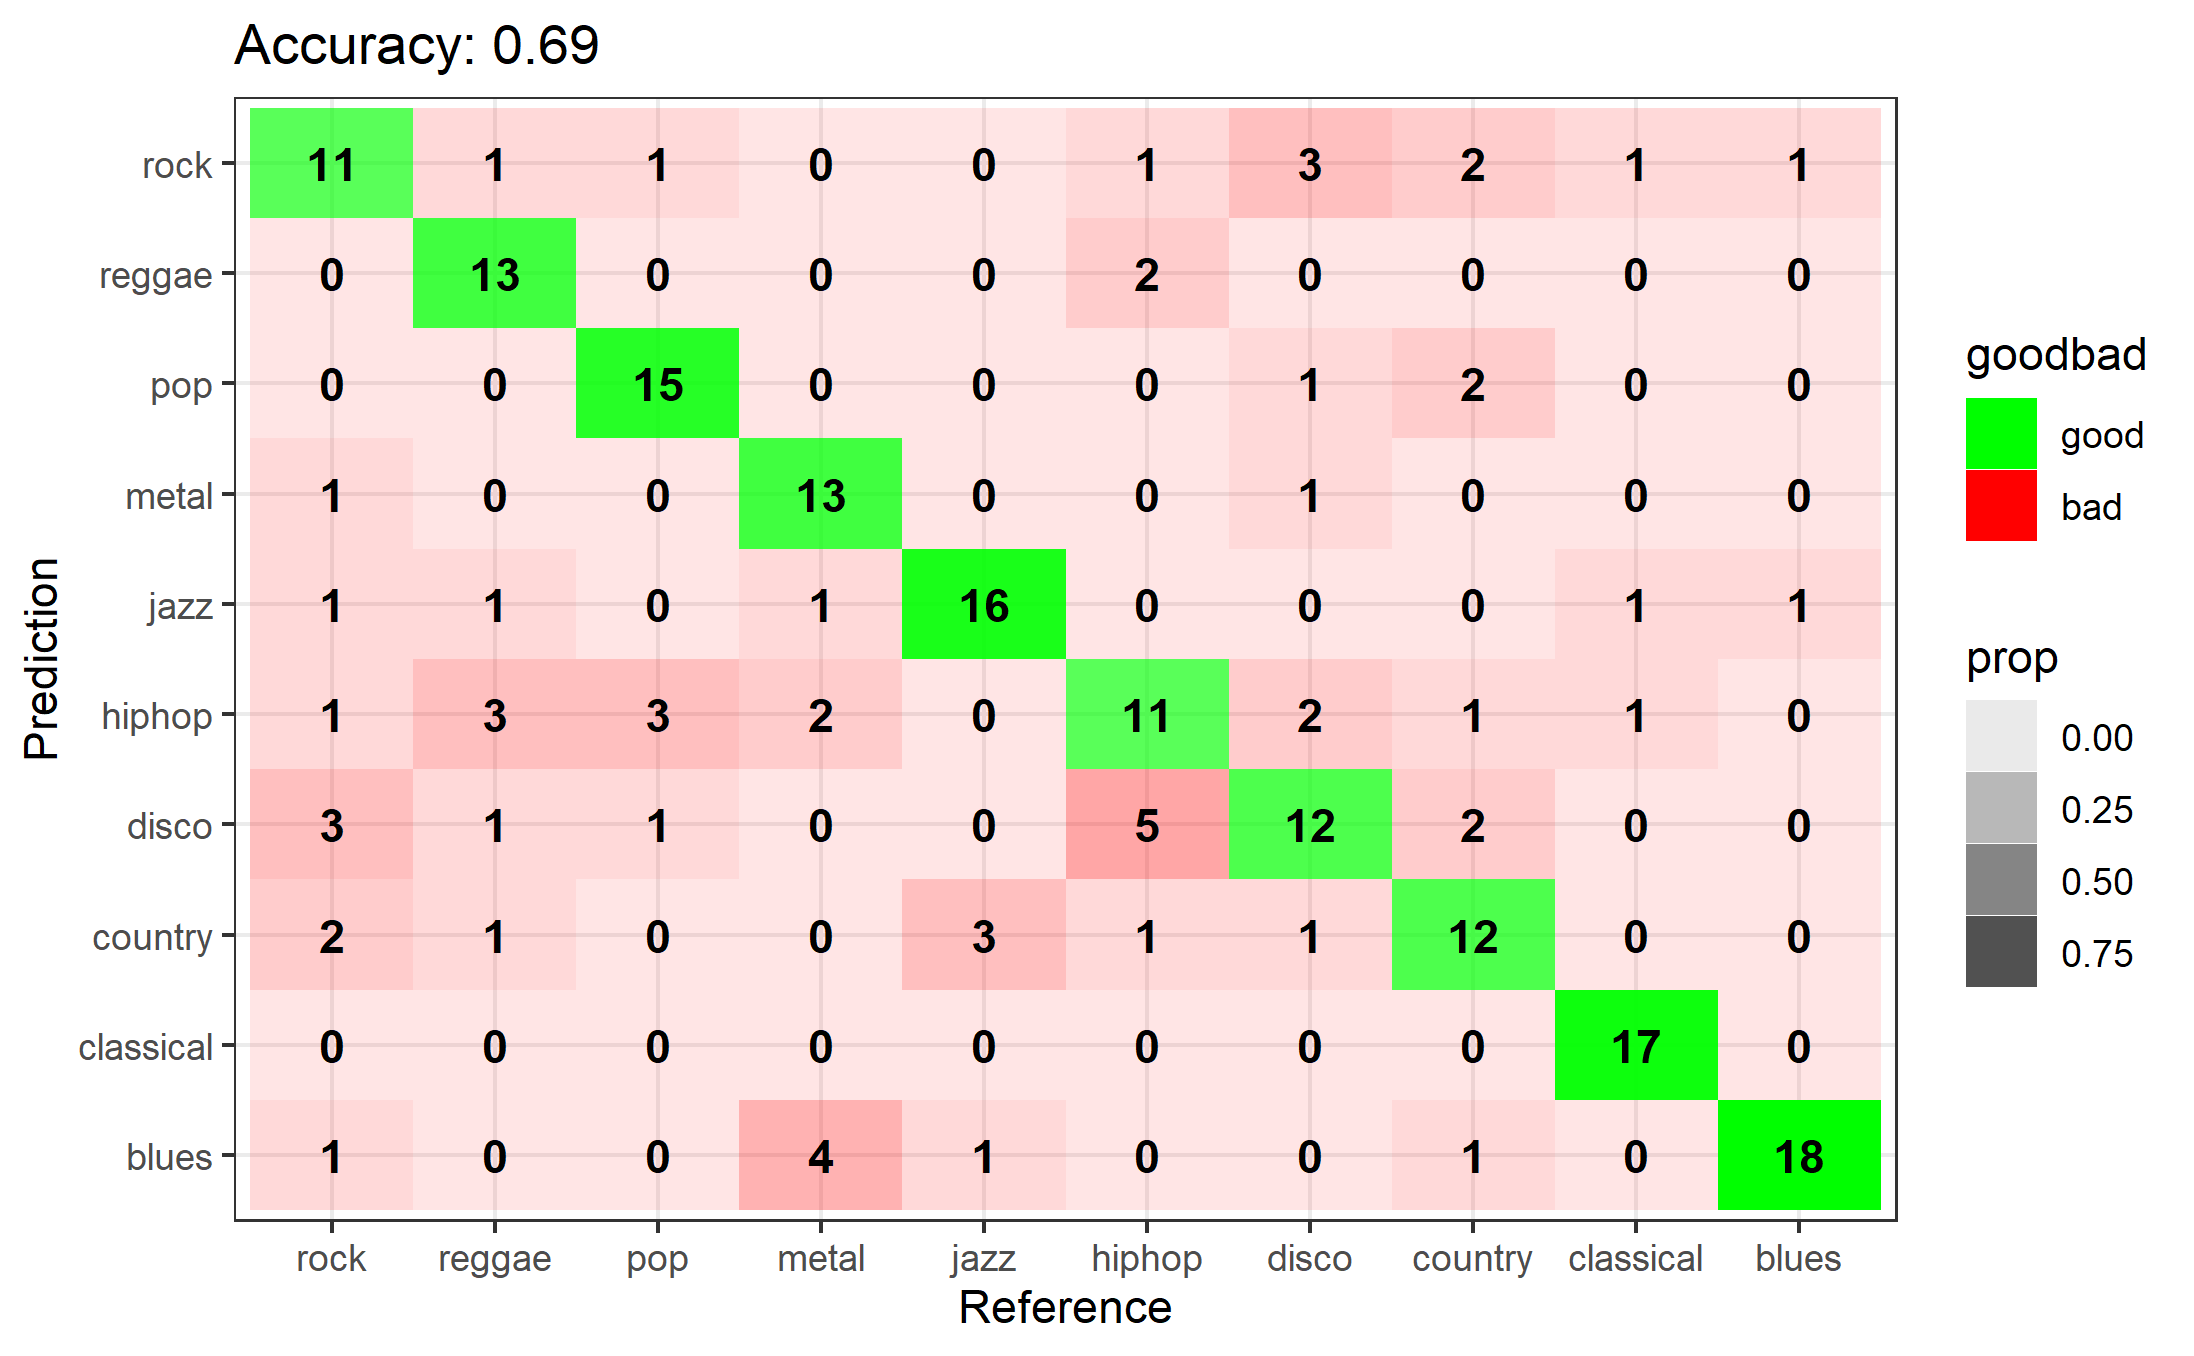 Accuracy: 0.69
rock 11 1 1 0 0 1 3 2 1 1
reggae 0 13 0 0 0 2 0 0 0 0
pop 0 0 15 0 0 0 1 2 0 0
metal 1 0 0 13 0 0 1 0 0 0
jazz 1 1 0 1 16 0 0 0 1 1
hiphop 1 3 3 2 0 11 2 1 1 0
disco 3 1 1 0 0 5 12 2 0 0
country 2 1 0 0 3 1 1 12 0 0
classical 0 0 0 0 0 0 0 0 17 0
blues 1 0 0 4 1 0 0 1 0 18
rock reggae pop metal jazz hiphop disco country classical blues
Reference
Prediction
goodbad
good
bad
prop
0.00
0.25
0.50
0.75